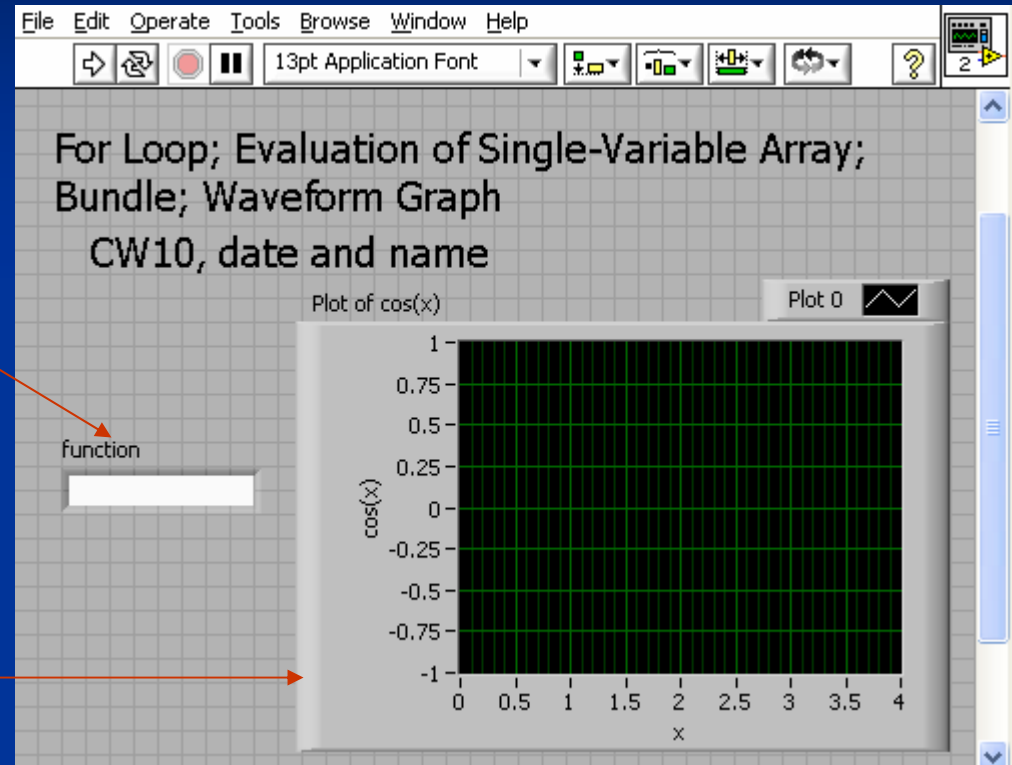 File Edit Operate Tools Browse Window Help
13pt Application Font
2
For Loop; Evaluation of Single-Variable Array;
Bundle; Waveform Graph
CW10, date and name
Plot of cos(x)
Plot 0
function
cos(x)
1
0.75
0.5
0.25
0
-0.25
-0.5
-0.75
-1
0 0.5 1 1.5 2 2.5 3 3.5 4
x